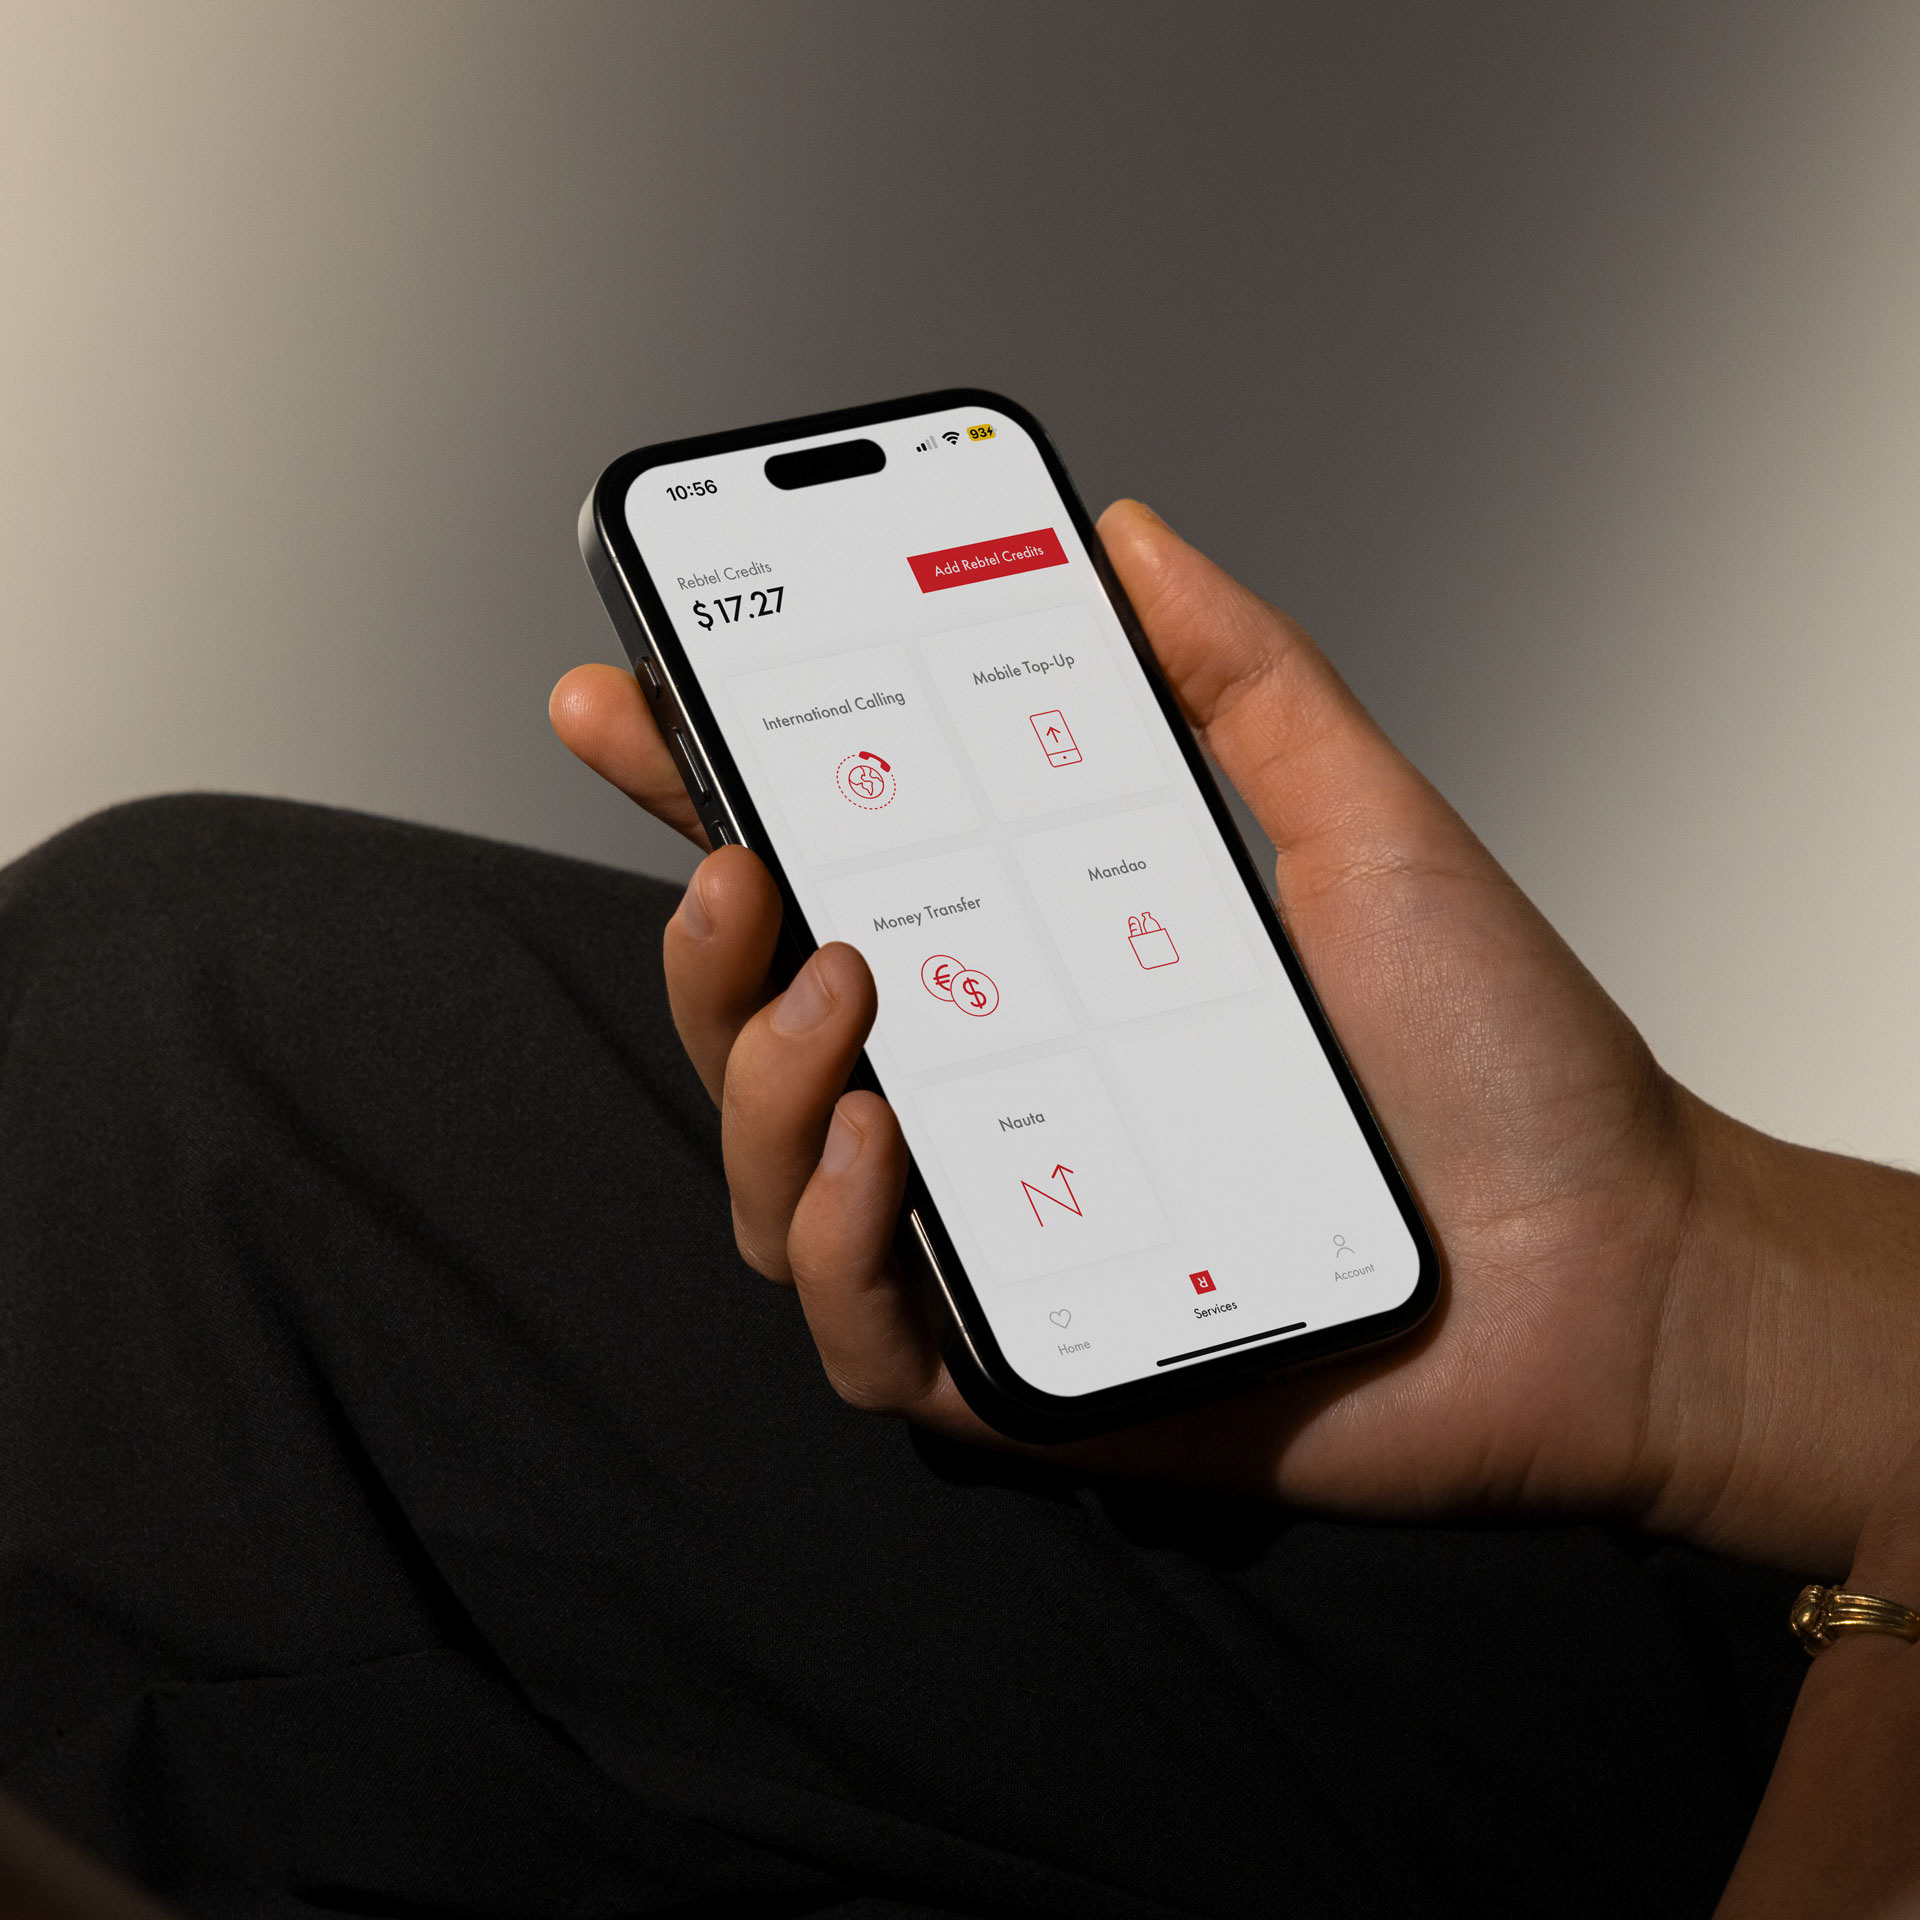 10:56
93
Rebtel Credits
$17.27
Add Rebtel Credits
International Calling
Mobile Top-Up
Money Transfer
€
$
Mandao
Nauta
N
Home
R
Services
Account